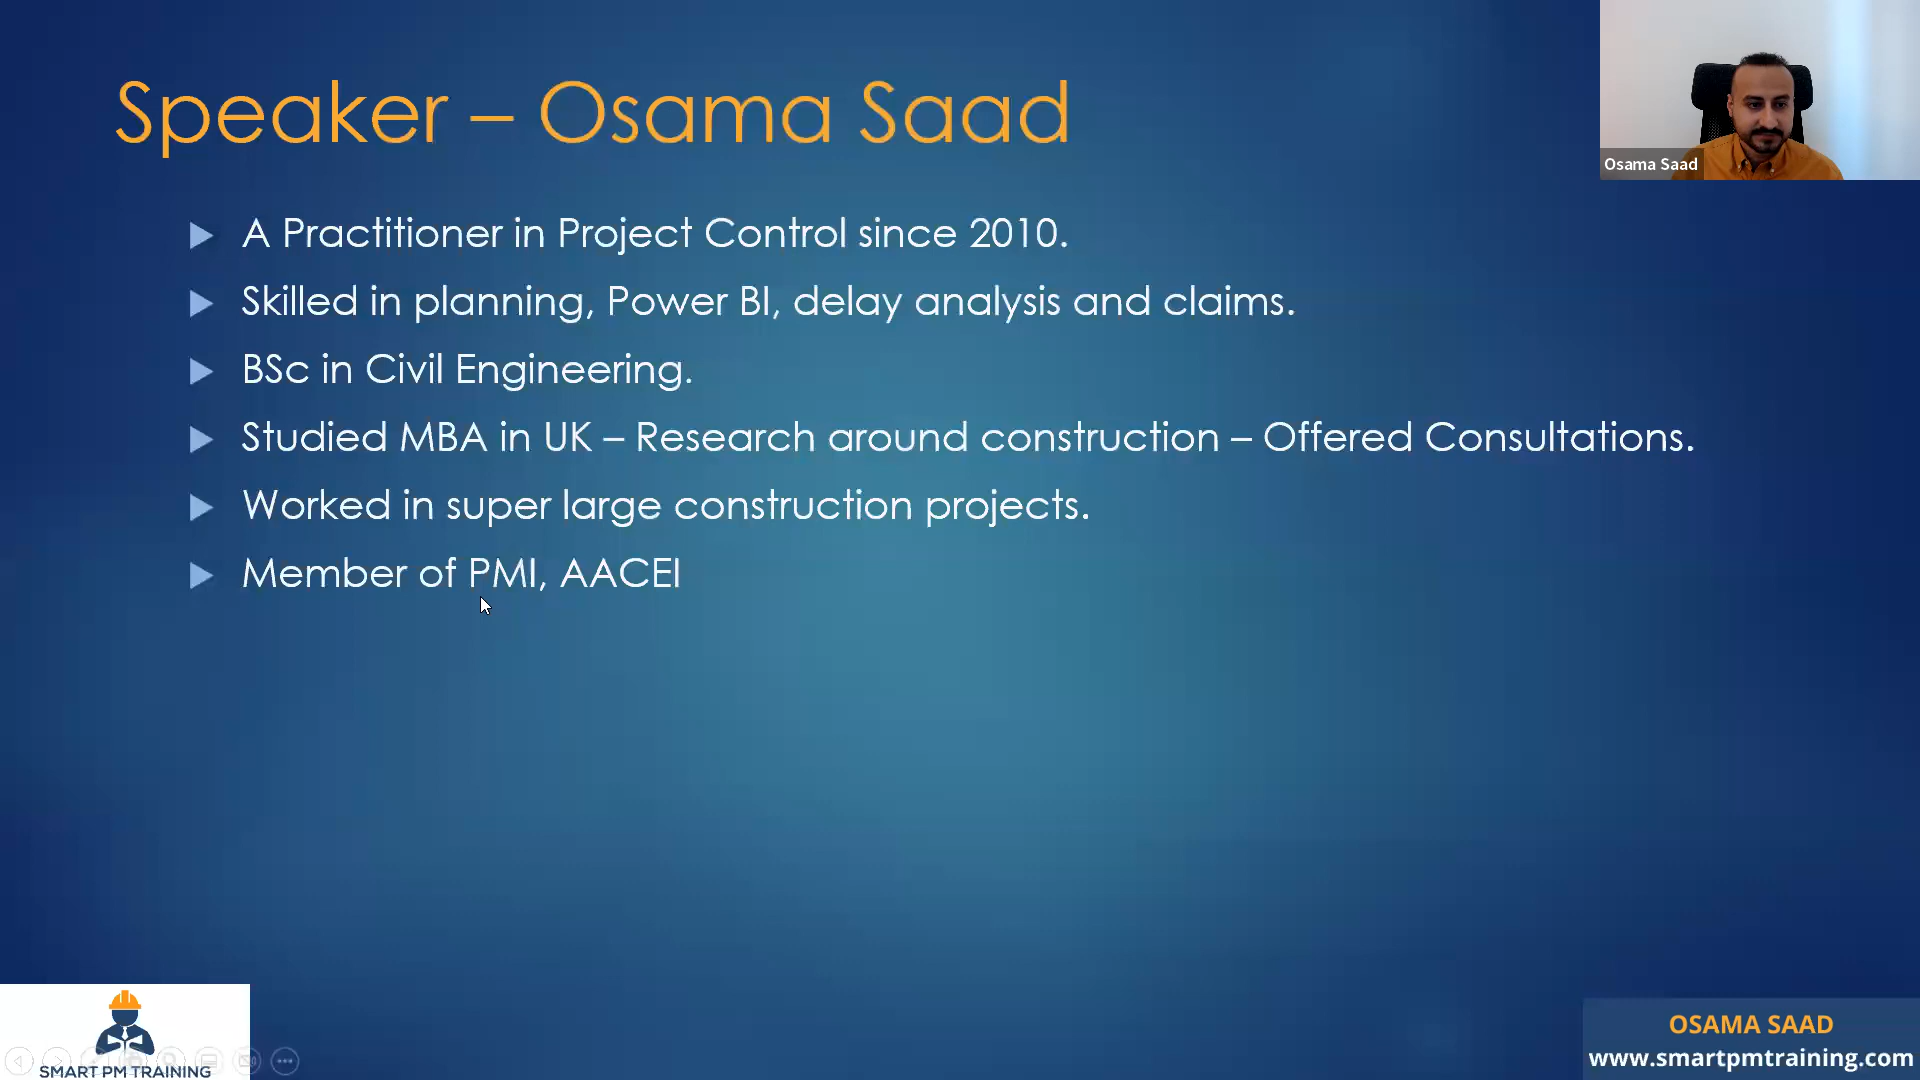 Speaker – Osama Saad
Osama Saad
A Practitioner in Project Control since 2010.
Skilled in planning, Power BI, delay analysis and claims.
BSc in Civil Engineering.
Studied MBA in UK – Research around construction – Offered Consultations.
Worked in super large construction projects.
Member of PMI, AACEI
SMART PM TRAINING
OSAMA SAAD
www.smartpmtraining.com